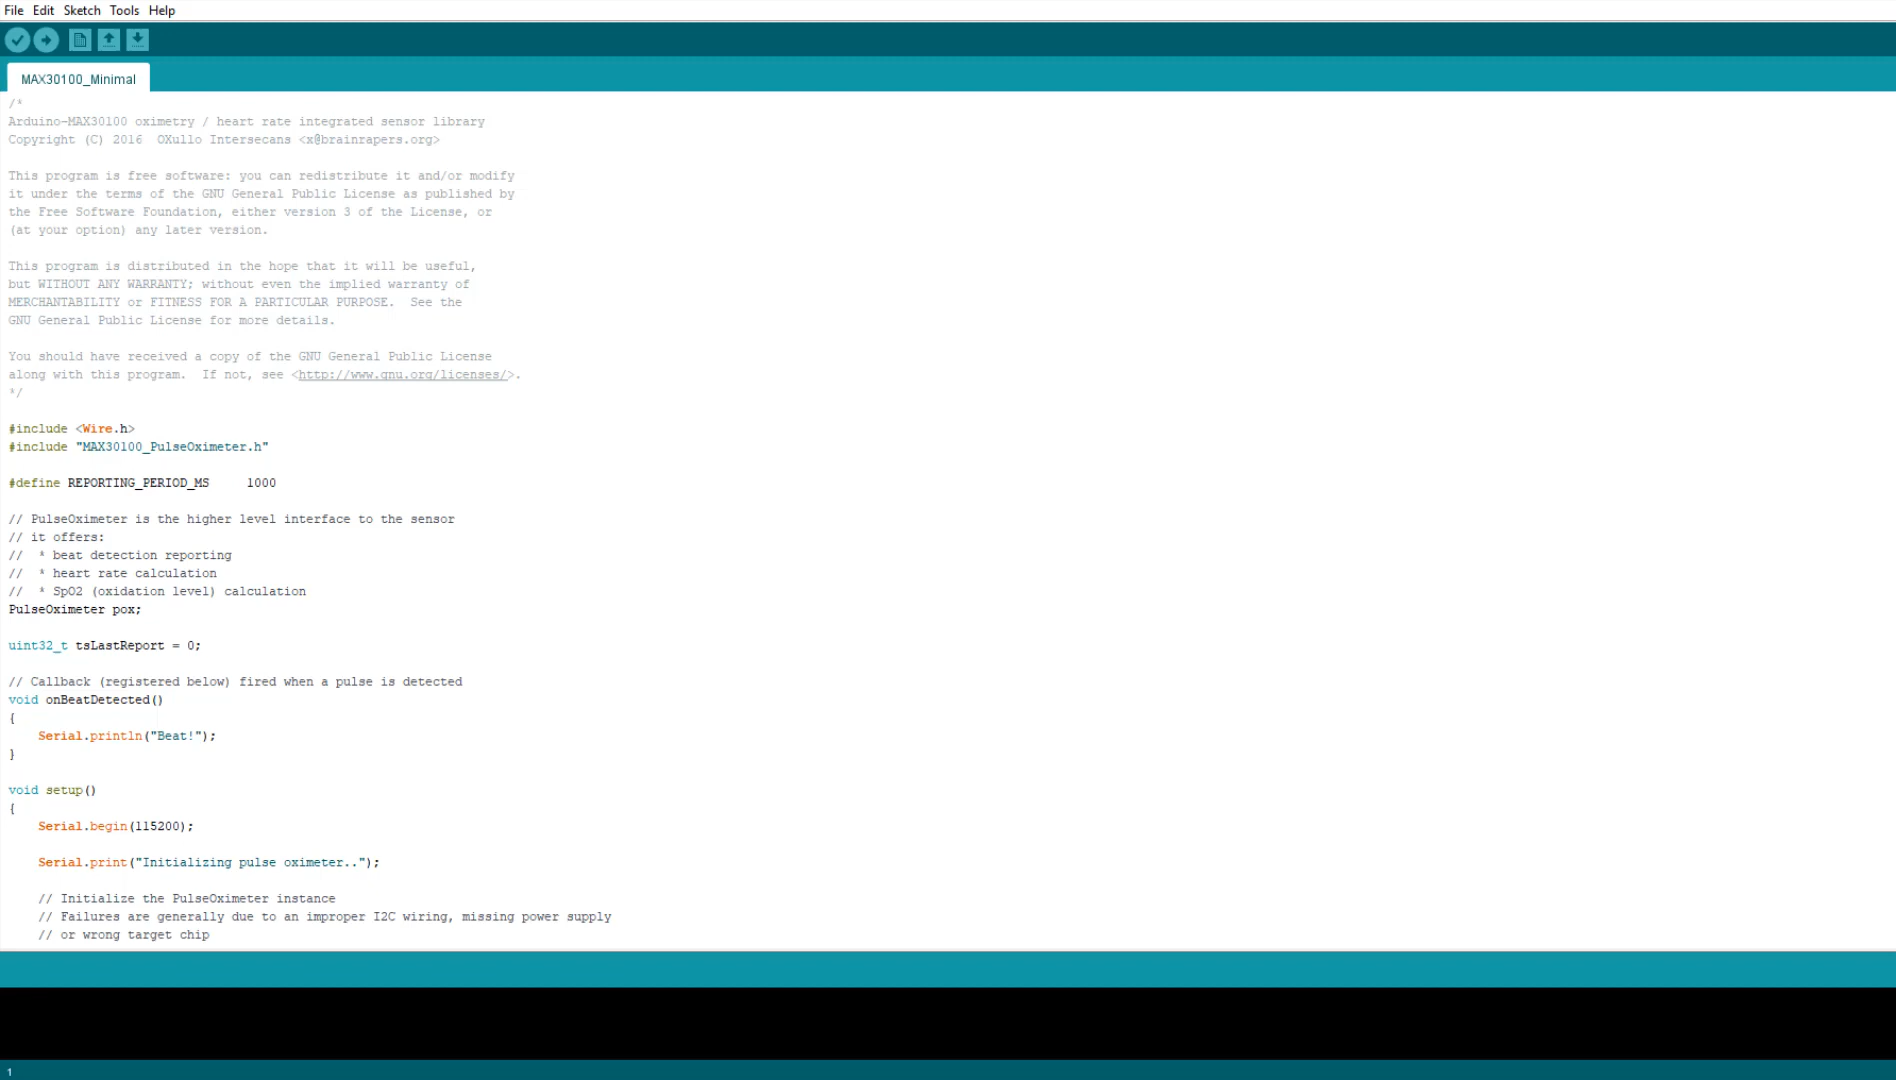 File Edit Sketch Tools Help
MAX30100_Minimal
/*
Arduino-MAX30100 oximetry / heart rate integrated sensor library
Copyright (C) 2016  OXullo Intersecans <x@brainrapers.org>
This program is free software: you can redistribute it and/or modify
it under the terms of the GNU General Public License as published by
the Free Software Foundation, either version 3 of the License, or
(at your option) any later version.
This program is distributed in the hope that it will be useful,
but WITHOUT ANY WARRANTY; without even the implied warranty of
MERCHANTABILITY or FITNESS FOR A PARTICULAR PURPOSE.  See the
GNU General Public License for more details.
You should have received a copy of the GNU General Public License
along with this program.  If not, see <http://www.gnu.org/licenses/>.
*/
#include <Wire.h>
#include "MAX30100_PulseOximeter.h"
#define REPORTING_PERIOD_MS     1000
// PulseOximeter is the higher level interface to the sensor
// it offers:
//  * beat detection reporting
//  * heart rate calculation
//  * SpO2 (oxidation level) calculation
PulseOximeter pox;
uint32_t tsLastReport = 0;
// Callback (registered below) fired when a pulse is detected
void onBeatDetected()
{
    Serial.println("Beat!");
}
void setup()
{
    Serial.begin(115200);
    Serial.print("Initializing pulse oximeter..");
    // Initialize the PulseOximeter instance
    // Failures are generally due to an improper I2C wiring, missing power supply
    // or wrong target chip
1